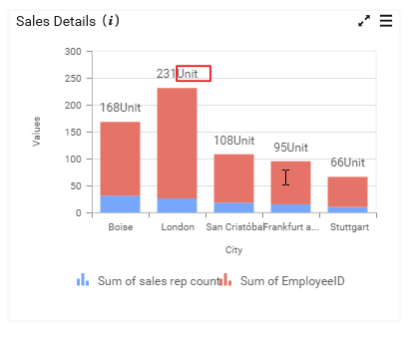 Sales Details (i)
300
250
200
150
100
50
0
Values
168Unit
231Unit
108Unit
95Unit
66Unit
Boise
London
San Cristóba
Frankfurt a...
Stuttgart
City
Sum of sales rep count
Sum of EmployeeID